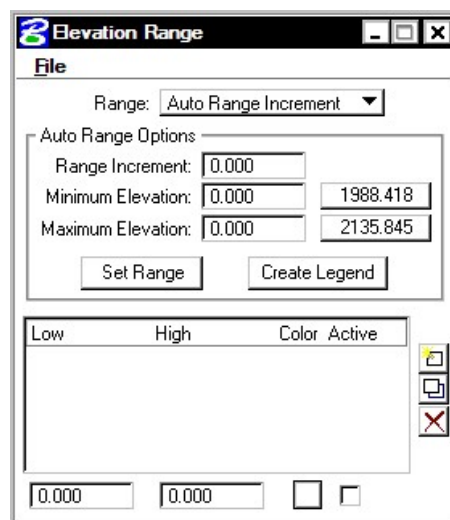 Elevation Range
File
Range: Auto Range Increment
Auto Range Options
Range Increment: 0.000
Minimum Elevation: 0.000 1988.418
Maximum Elevation: 0.000 2135.845
Set Range Create Legend
Low High Color Active
0.000 0.000